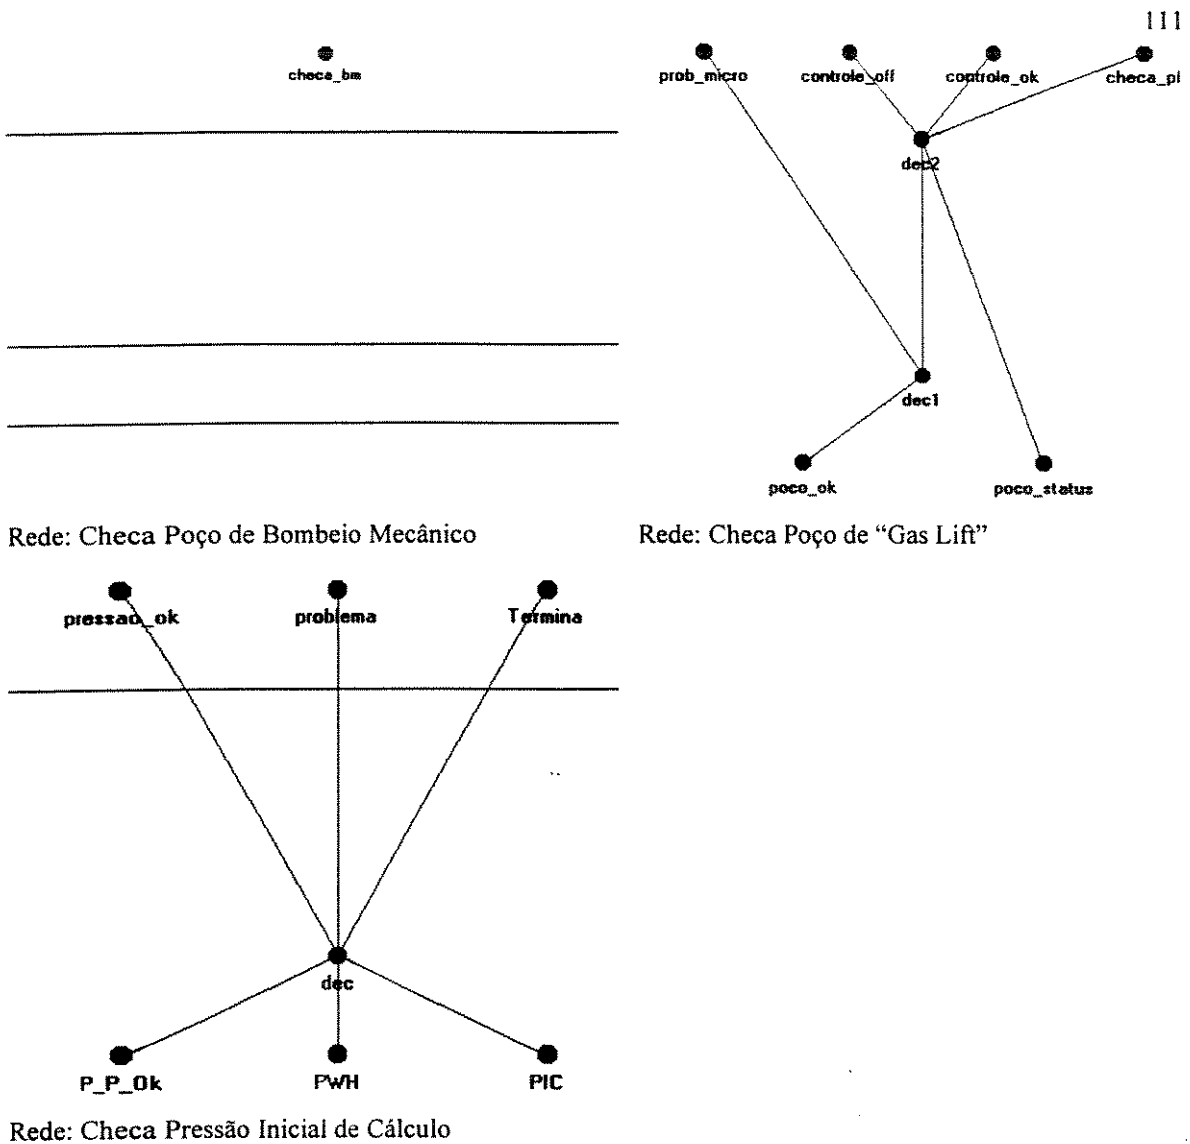 111
checa_bm
prob_micro controle_off controle_ok checa_pl
dec2
dec1
poco_ok poco_status
Rede: Checa Poço de Bombeio Mecânico
Rede: Checa Poço de “Gas Lift”
pressao_ok problema Termina
dec
P_P_Ok PWH PIC
Rede: Checa Pressão Inicial de Cálculo